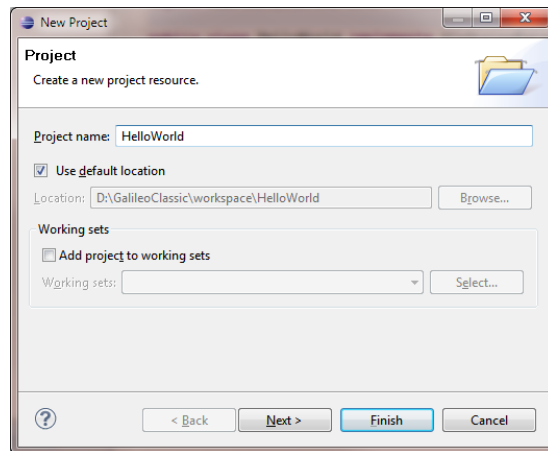 New Project
Project
Create a new project resource.
Project name: HelloWorld
Use default location
Location: D:\GalileoClassic\workspace\HelloWorld Browse...
Working sets
Add project to working sets
Working sets: Select...
? < Back Next > Finish Cancel